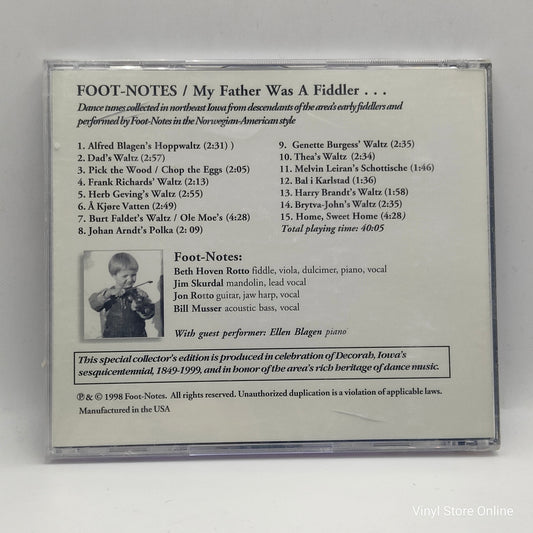 FOOT-NOTES / My Father Was A Fiddler . . .
Dance tunes collected in northeast Iowa from descendants of the area's early fiddlers and
performed by Foot-Notes in the Norwegian-American style
1. Alfred Blagen's Hoppwaltz (2:31) )
2. Dad's Waltz (2:57)
3. Pick the Wood / Chop the Eggs (2:05)
4. Frank Richards' Waltz (2:13)
5. Herb Geving's Waltz (2:55)
6. Å Kjøre Vatten (2:49)
7. Burt Faldet's Waltz / Ole Moe's (4:28)
8. Johan Arndt's Polka (2: 09)
9. Genette Burgess' Waltz (2:35)
10. Thea's Waltz (2:34)
11. Melvin Leiran's Schottische (1:46)
12. Bal i Karlstad (1:36)
13. Harry Brandt's Waltz (1:58)
14. Brytva-John's Waltz (2:35)
15. Home, Sweet Home (4:28)
Total playing time: 40:05
Foot-Notes:
Beth Hoven Rotto fiddle, viola, dulcimer, piano, vocal
Jim Skurdal mandolin, lead vocal
Jon Rotto guitar, jaw harp, vocal
Bill Musser acoustic bass, vocal
With guest performer: Ellen Blagen piano
This special collector's edition is produced in celebration of Decorah, Iowa's
sesquicentennial, 1849-1999, and in honor of the area's rich heritage of dance music.
℗ & © 1998 Foot-Notes. All rights reserved. Unauthorized duplication is a violation of applicable laws.
Manufactured in the USA
Vinyl Store Online